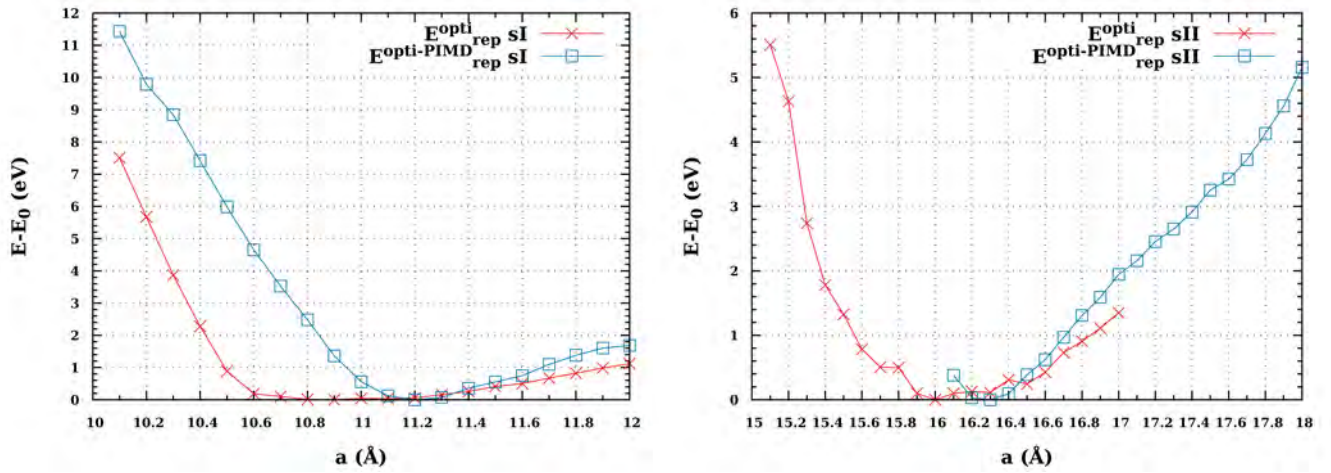 12
11
10
9
8
7
6
5
4
3
2
1
0
E-E0 (eV)
E^opti_rep sI
E^opti-PIMD_rep sI
10 10.2 10.4 10.6 10.8 11 11.2 11.4 11.6 11.8 12
a (Å)
6
5
4
3
2
1
0
E-E0 (eV)
E^opti_rep sII
E^opti-PIMD_rep sII
15 15.2 15.4 15.6 15.8 16 16.2 16.4 16.6 16.8 17 17.2 17.4 17.6 17.8 18
a (Å)